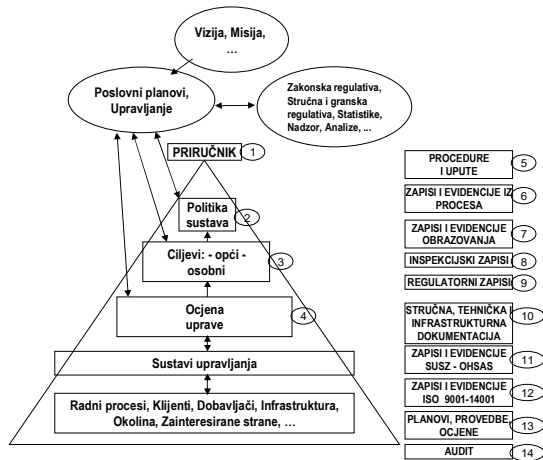 Vizija, Misija,
…
Poslovni planovi,
Upravljanje
Zakonska regulativa,
Stručna i granska
regulativa, Statistike,
Nadzor, Analize, ...
PRIRUČNIK 1
Politika
sustava
2
Ciljevi: - opći -
osobni
3
Ocjena
uprave
4
Sustavi upravljanja
Radni procesi, Klijenti, Dobavljači, Infrastruktura,
Okolina, Zainteresirane strane, …
PROCEDURE
I UPUTE
5
ZAPISI I EVIDENCIJE IZ
PROCESA
6
ZAPISI I EVIDENCIJE
OBRAZOVANJA
7
INSPEKCIJSKI ZAPISI 8
REGULATORNI ZAPISI 9
STRUČNA, TEHNIČKA I
INFRASTRUKTURNA
DOKUMENTACIJA
10
ZAPISI I EVIDENCIJE
SUSZ - OHSAS
11
ZAPISI I EVIDENCIJE
ISO 9001-14001
12
PLANOVI, PROVEDBE,
OCJENE
13
AUDIT 14